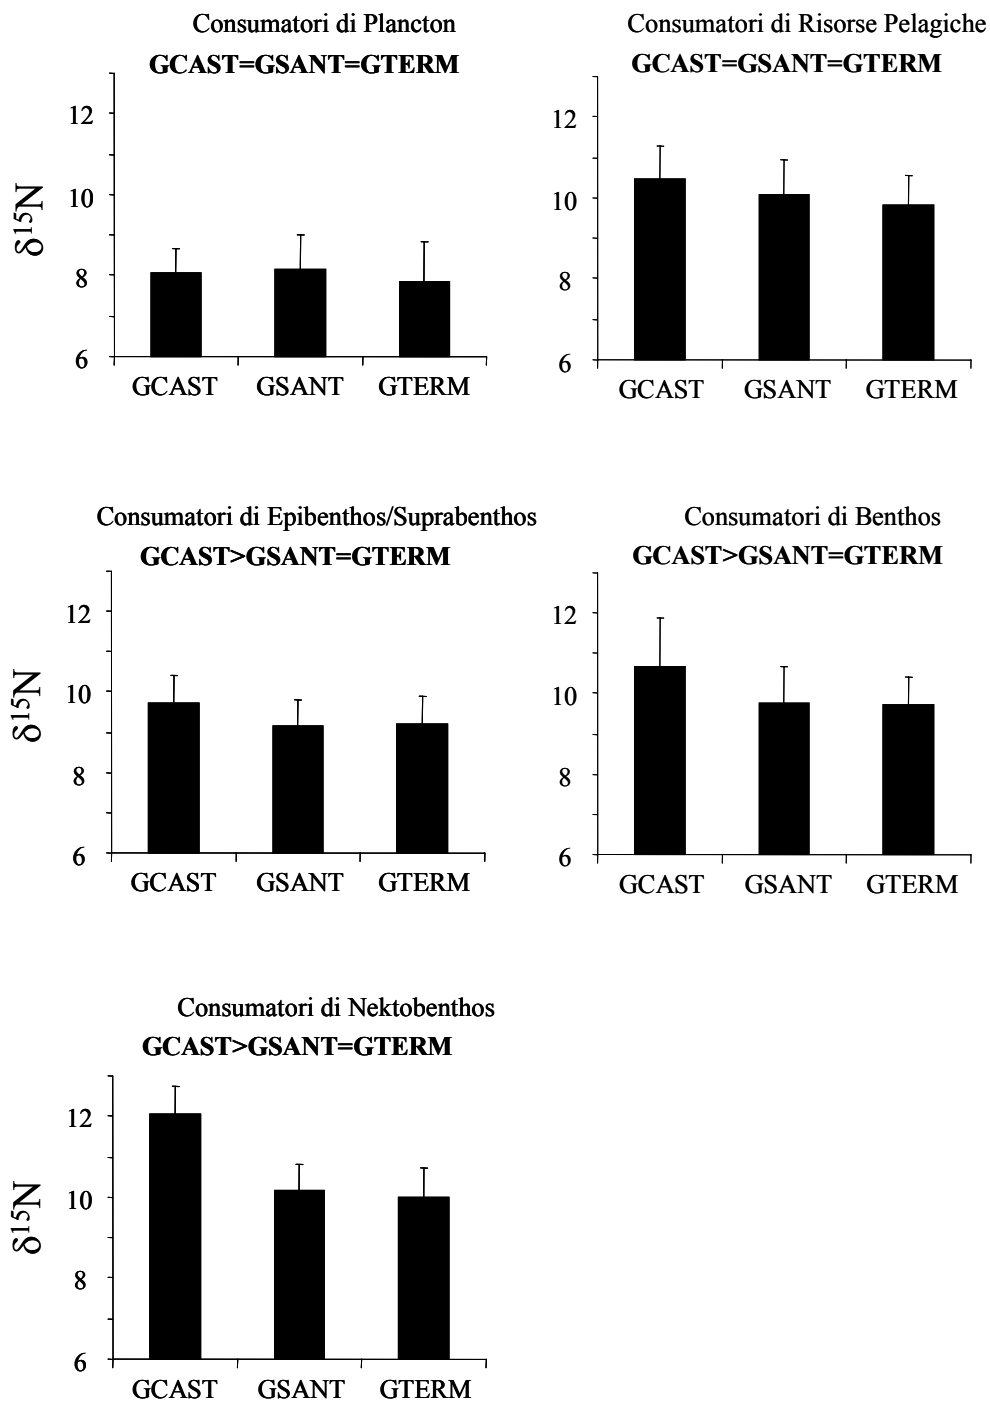 Consumatori di Plancton
GCAST=GSANT=GTERM
12
10
8
6
δ¹⁵N
GCAST GSANT GTERM
Consumatori di Risorse Pelagiche
GCAST=GSANT=GTERM
12
10
8
6
GCAST GSANT GTERM
Consumatori di Epibenthos/Suprabenthos
GCAST>GSANT=GTERM
12
10
8
6
δ¹⁵N
GCAST GSANT GTERM
Consumatori di Benthos
GCAST>GSANT=GTERM
12
10
8
6
GCAST GSANT GTERM
Consumatori di Nektobenthos
GCAST>GSANT=GTERM
12
10
8
6
δ¹⁵N
GCAST GSANT GTERM